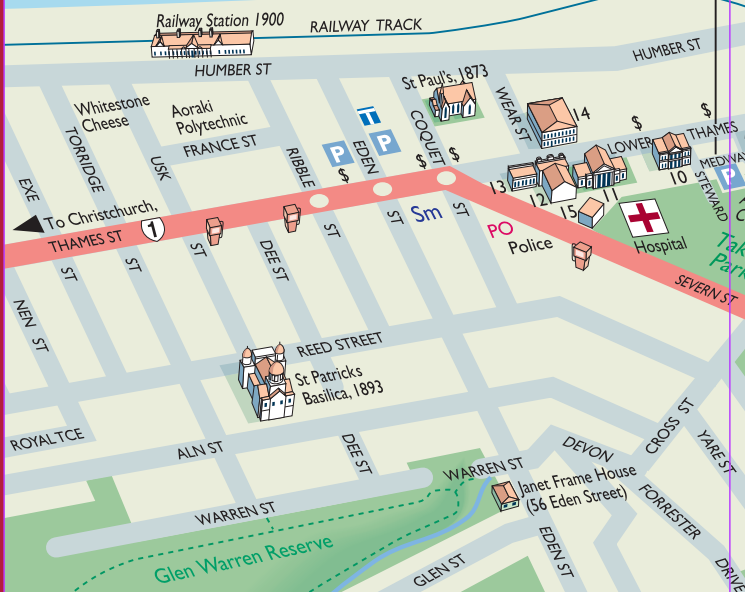 Railway Station 1900
RAILWAY TRACK
HUMBER ST
HUMBER ST
St Paul's, 1873
Whitestone
Cheese
Aoraki
Polytechnic
WEAR ST
14
$
$
TORRIDGE
ST
USK
ST
FRANCE ST
RIBBLE
ST
P
P
EDEN
ST
COQUET
ST
$
$
$
LOWER
THAMES
MEDWAY
P
EXE
13
12
11
10
15
STEWARD
To Christchurch,
THAMES ST
1
Sm
PO
Police
Hospital
Park
ST
DEE ST
SEVERN ST
NEN ST
REED STREET
St Patricks
Basilica, 1893
ROYAL TCE
ALN ST
DEE ST
WARREN ST
WARREN ST
DEVON
CROSS ST
YARE ST
Janet Frame House
(56 Eden Street)
FORRESTER
DRIVE
EDEN ST
Glen Warren Reserve
GLEN ST